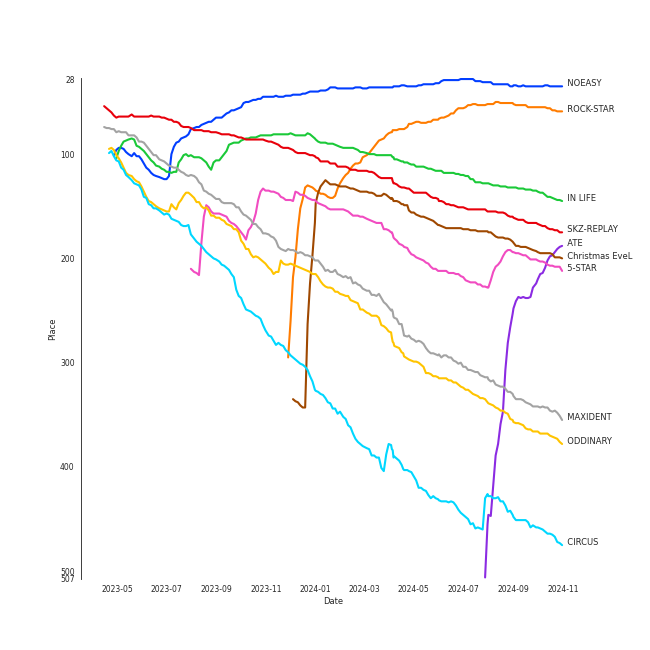 28
100
200
300
400
500
507
Place
NOEASY
ROCK-STAR
IN LIFE
SKZ-REPLAY
ATE
Christmas EveL
5-STAR
MAXIDENT
ODDINARY
CIRCUS
2023-05 2023-07 2023-09 2023-11 2024-01 2024-03 2024-05 2024-07 2024-09 2024-11
Date